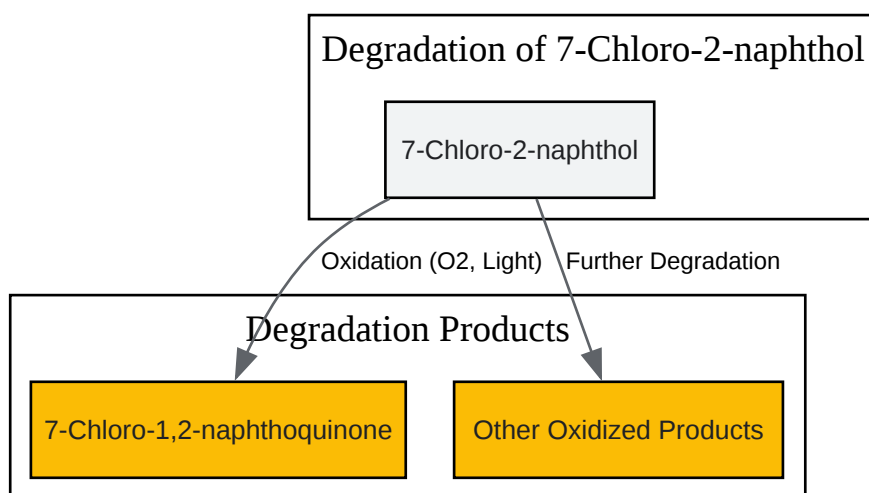 Degradation of 7-Chloro-2-naphthol
7-Chloro-2-naphthol
Oxidation (O2, Light)
Further Degradation
Degradation Products
7-Chloro-1,2-naphthoquinone
Other Oxidized Products